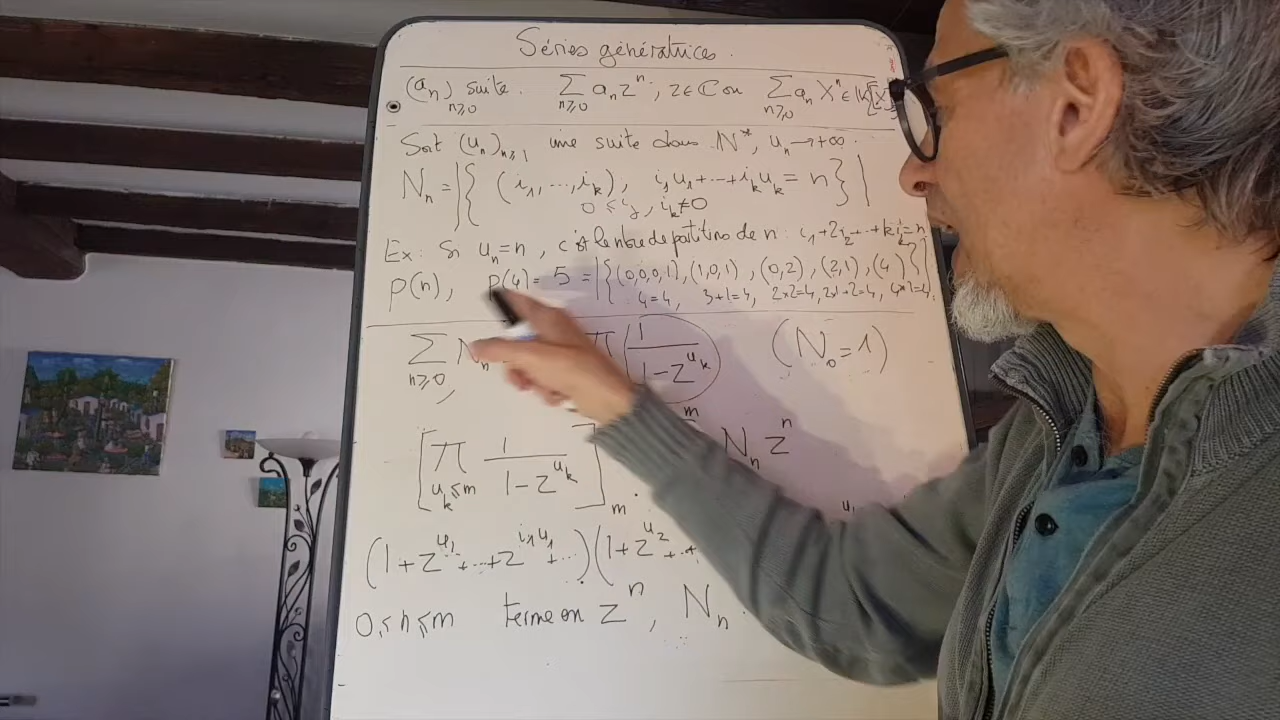 Séries génératrices.
(a_n)_{n≥0} suite. ∑_{n≥0} a_n z^n ; z∈ℂ ou ∑_{n≥0} a_n X^n ∈ K[[X]]
Soit (u_n)_{n≥1} une suite dans ℕ*, u_n → +∞.
N_n = |{ (i_1, ..., i_k) ; i_1u_1+...+i_ku_k = n }|
0 ≤ i_j, i_k≠0
Ex: Si u_n = n, c'est le nbre de partitions de n : i_1+2i_2+..+ki_k=n
p(n), p(4) = 5 = |{(0,0,0,1), (1,0,1), (0,2), (2,1), (4)}|
4=4, 3+1=4, 2×2=4, 2×1+2=4, 4×1=4.
∑_{n≥0} N_n ∏ 1/(1-z^{u_k}) (N_0=1)
[∏_{u_k≤m} 1/(1-z^{u_k})]_m m N_n z^n
(1+z^{u_1}+...+z^{i_1u_1}+...)(1+z^{u_2}+..+
0≤n≤m terme en z^n, N_n.